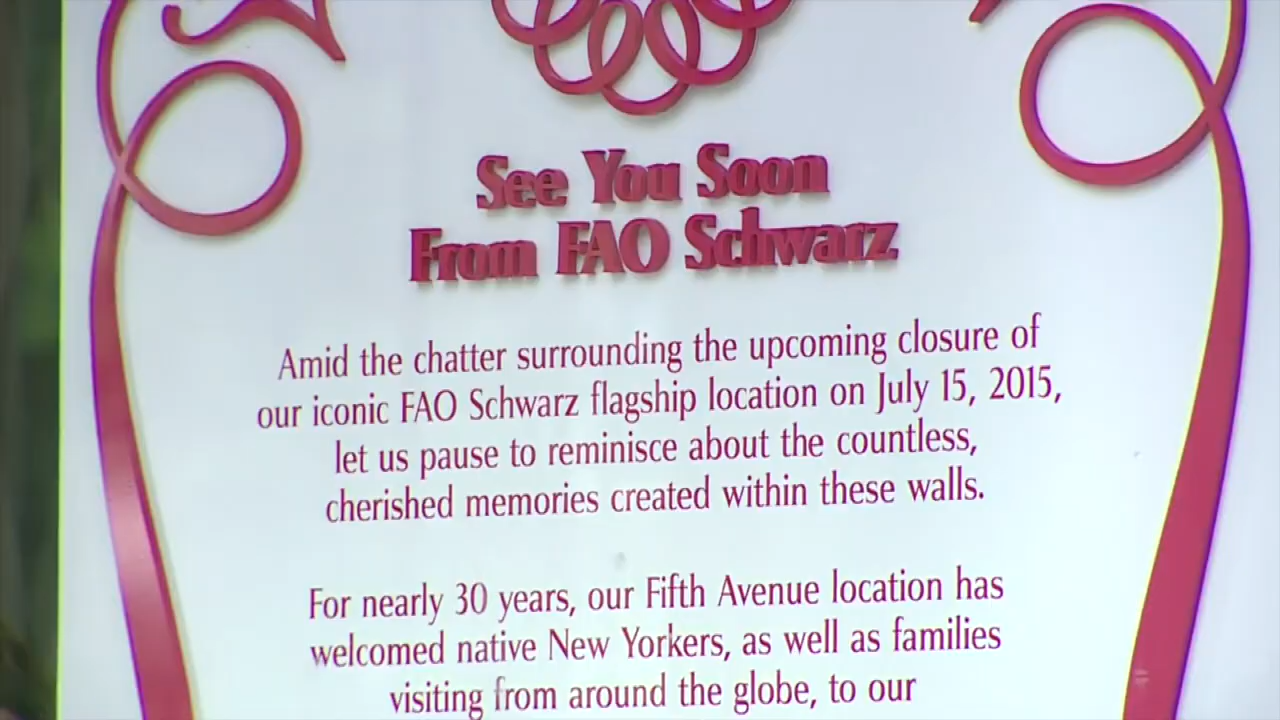 See You Soon
From FAO Schwarz
Amid the chatter surrounding the upcoming closure of
our iconic FAO Schwarz flagship location on July 15, 2015,
let us pause to reminisce about the countless,
cherished memories created within these walls.
For nearly 30 years, our Fifth Avenue location has
welcomed native New Yorkers, as well as families
visiting from around the globe, to our